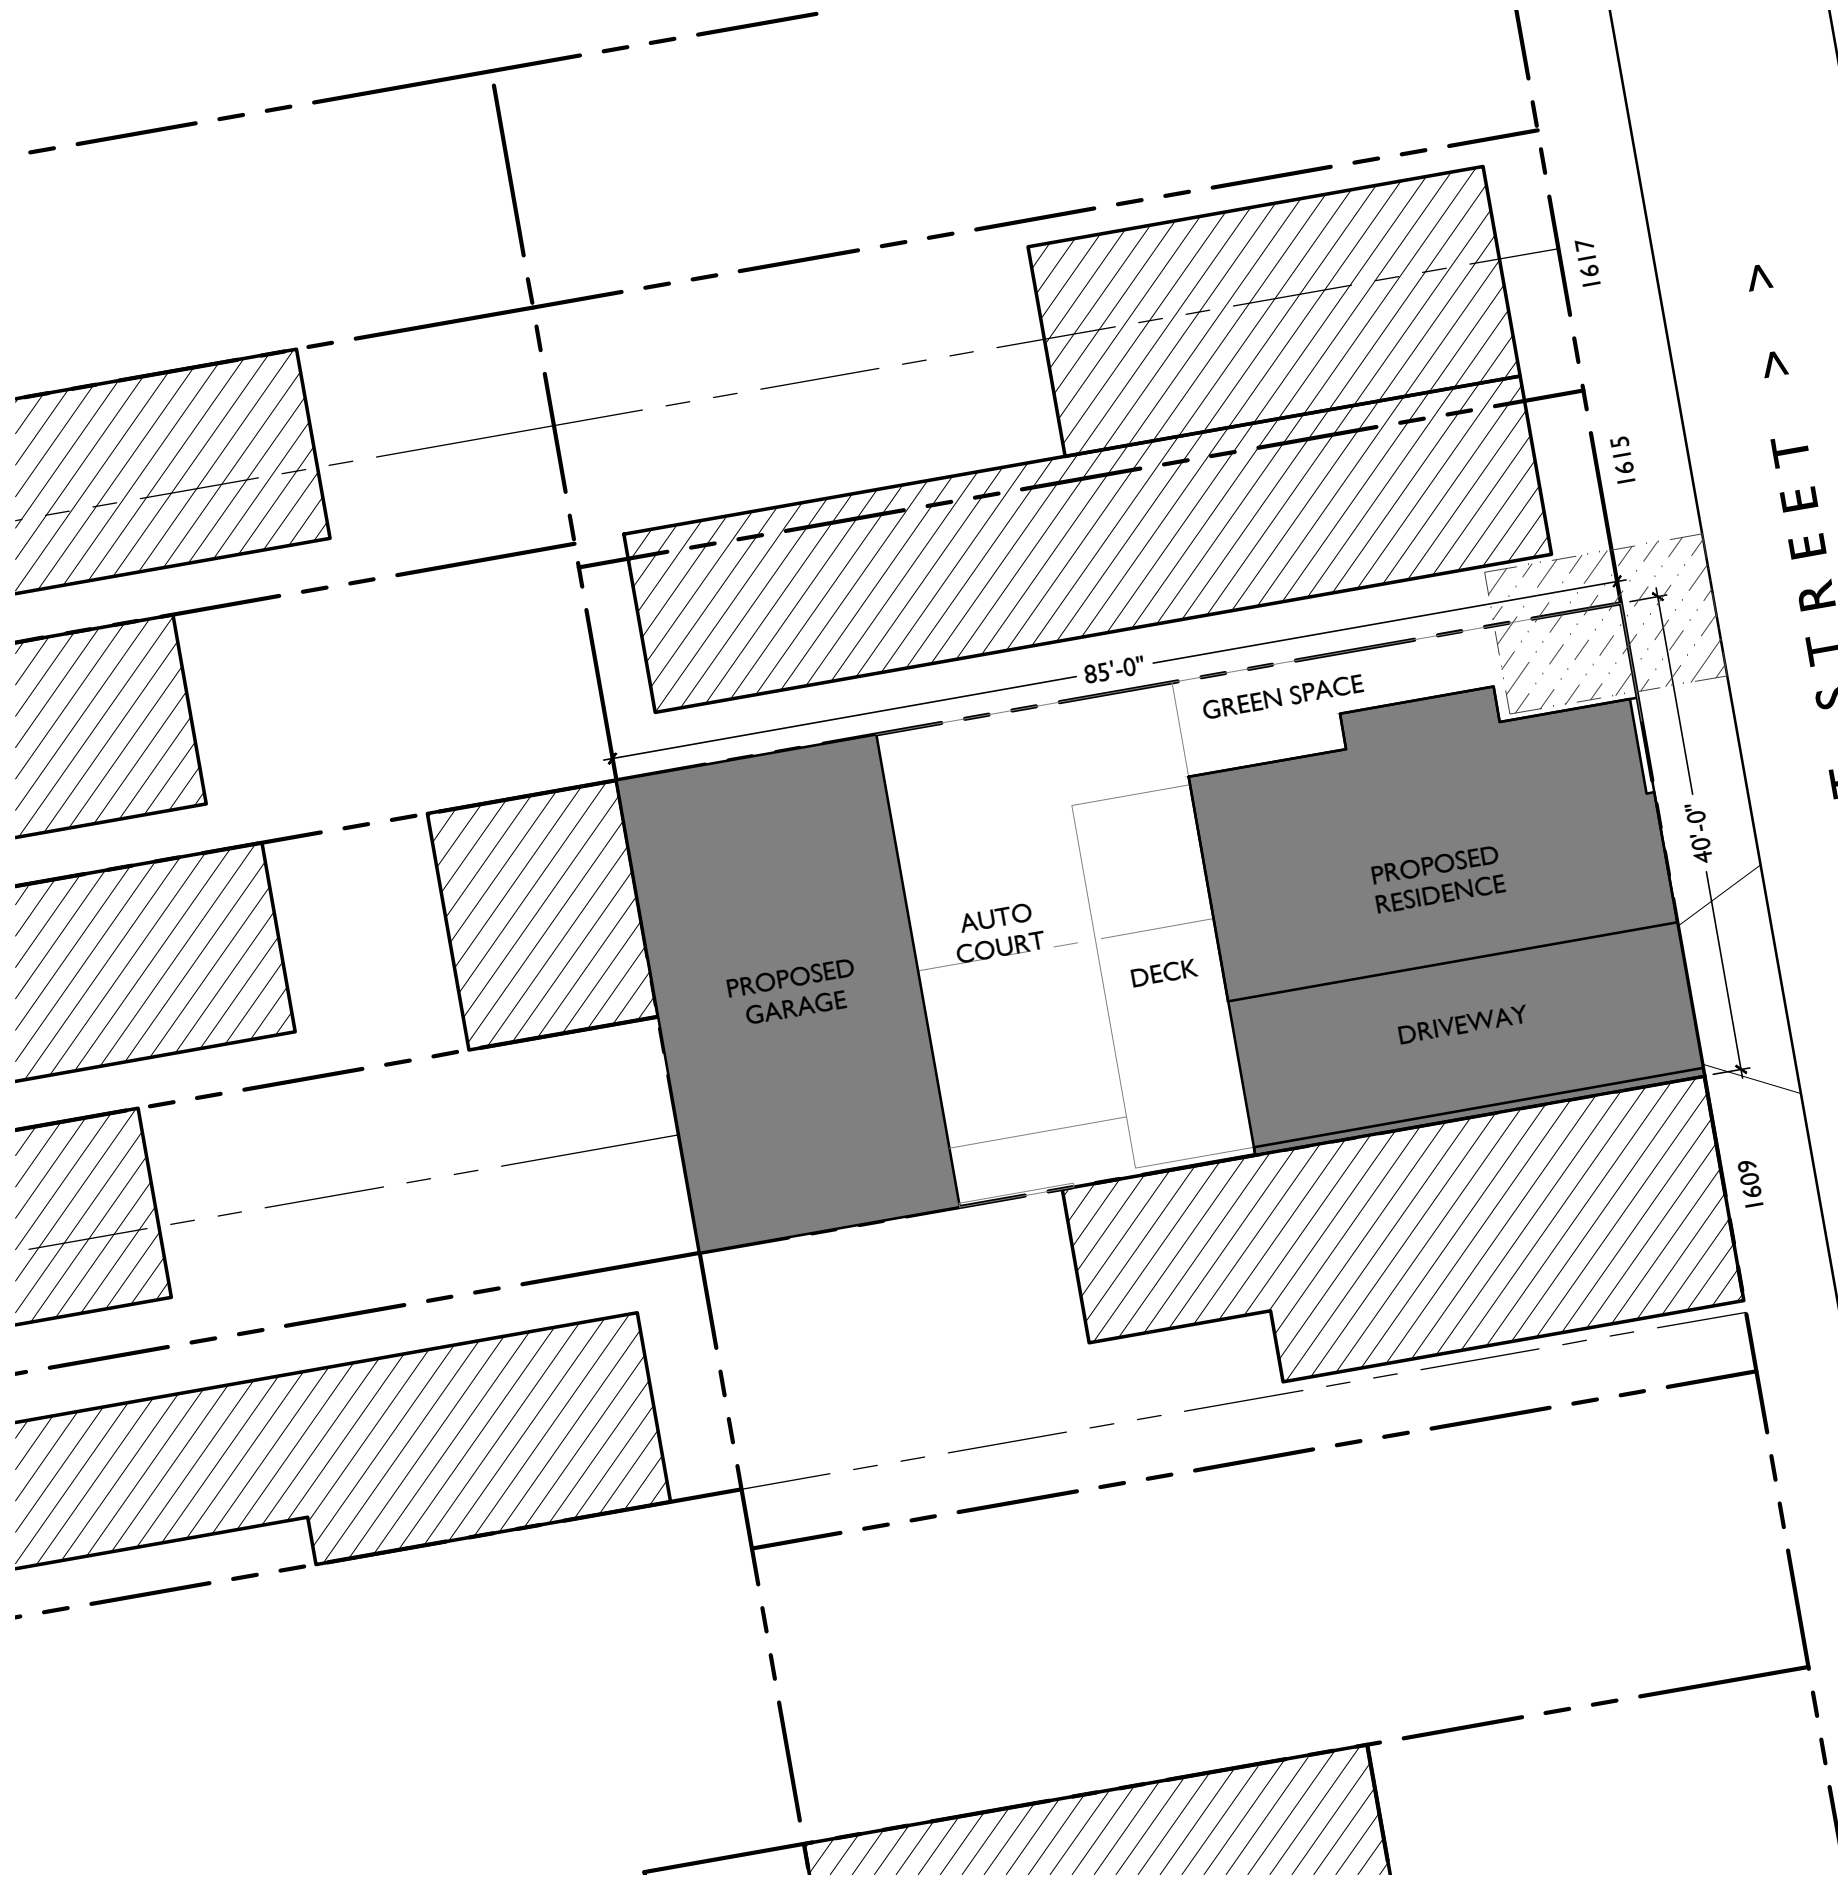 1617
1615
> >
STREET
85'-0"
GREEN SPACE
40'-0"
PROPOSED
RESIDENCE
AUTO
COURT
DECK
PROPOSED
GARAGE
DRIVEWAY
1609